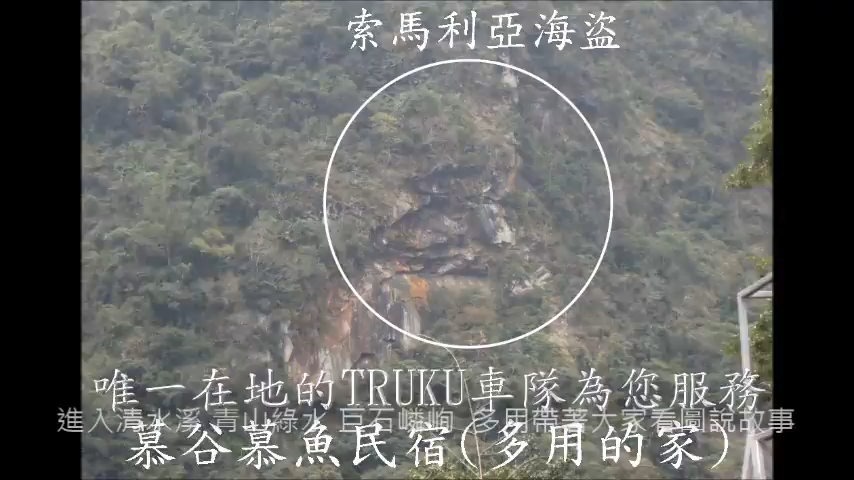 索馬利亞海盜
唯一在地的TRUKU車隊為您服務
進入清水溪 青山綠水 巨石嶙峋 多用帶著大家看圖說故事
慕谷慕魚民宿(多用的家)